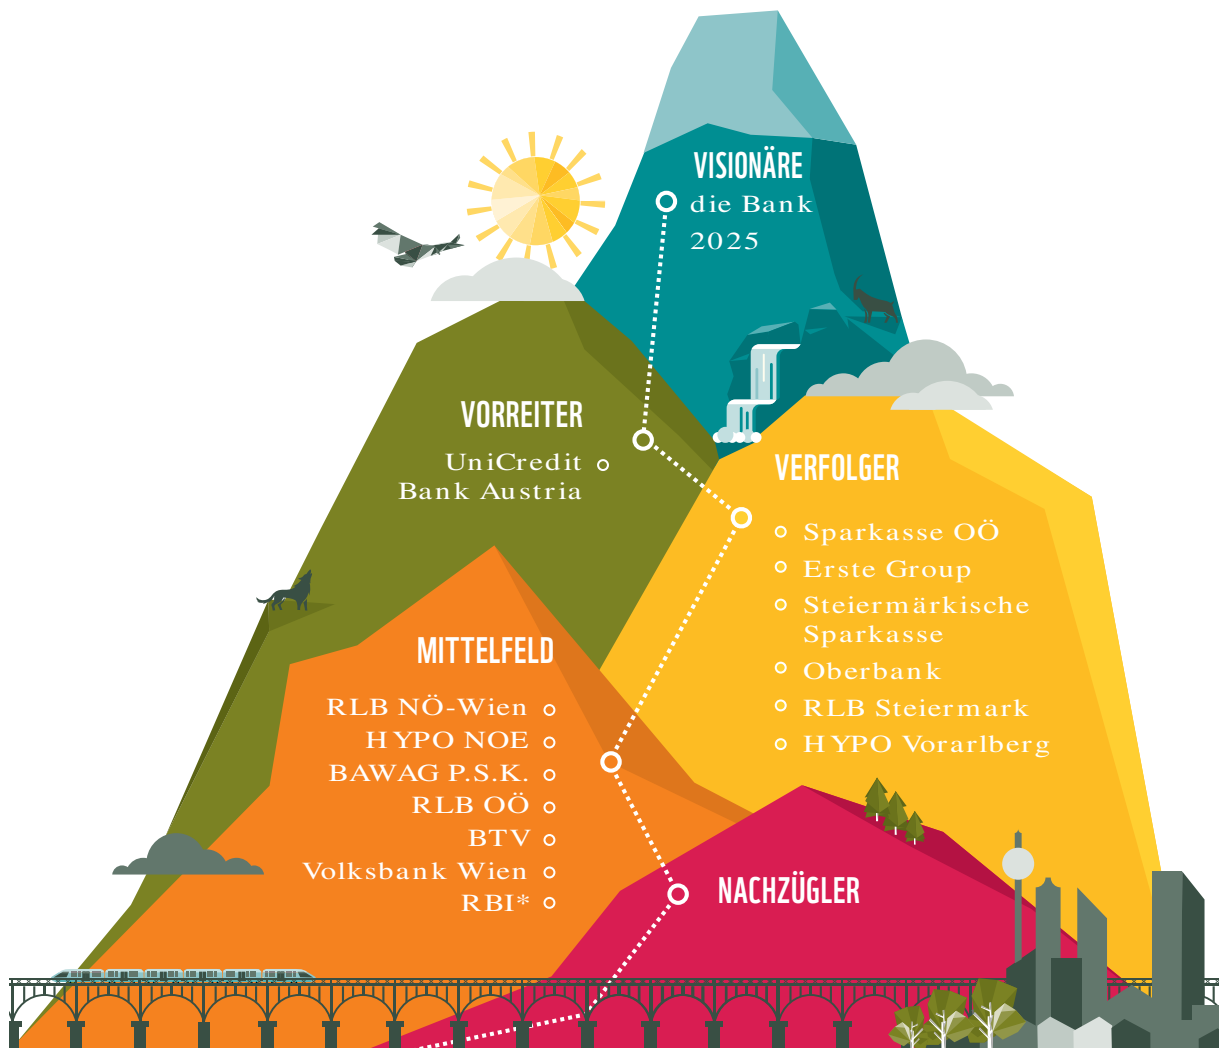 VISIONÄRE
die Bank
2025
VORREITER
UniCredit
Bank Austria
VERFOLGER
Sparkasse OÖ
Erste Group
Steiermärkische
Sparkasse
Oberbank
RLB Steiermark
HYPO Vorarlberg
MITTELFELD
RLB NÖ-Wien
HYPO NOE
BAWAG P.S.K.
RLB OÖ
BTV
Volksbank Wien
RBI*
NACHZÜGLER